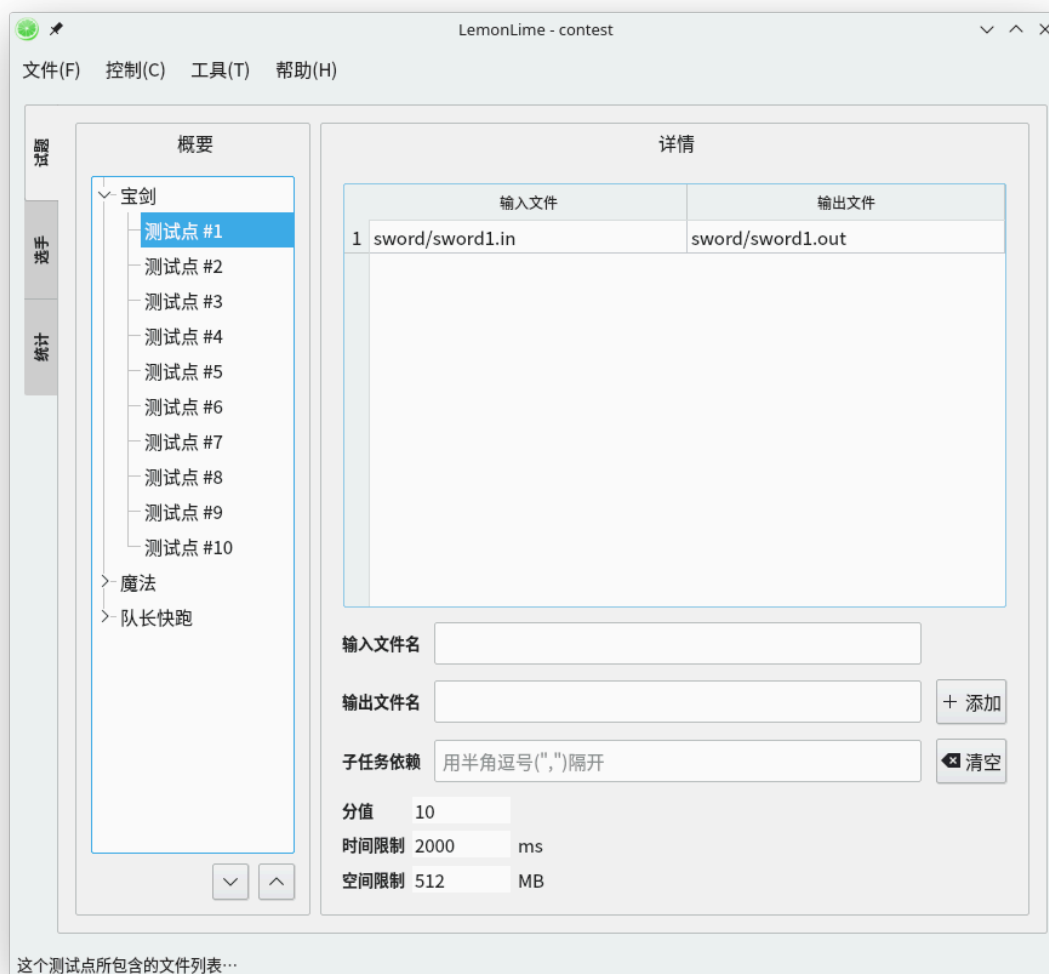 LemonLime - contest
文件(F) 控制(C) 工具(T) 帮助(H)
试题
选手
统计
概要
宝剑
测试点 #1
测试点 #2
测试点 #3
测试点 #4
测试点 #5
测试点 #6
测试点 #7
测试点 #8
测试点 #9
测试点 #10
魔法
队长快跑
详情
输入文件 输出文件
1 sword/sword1.in sword/sword1.out
输入文件名
输出文件名 添加
子任务依赖 用半角逗号(",")隔开 清空
分值 10
时间限制 2000 ms
空间限制 512 MB
这个测试点所包含的文件列表…